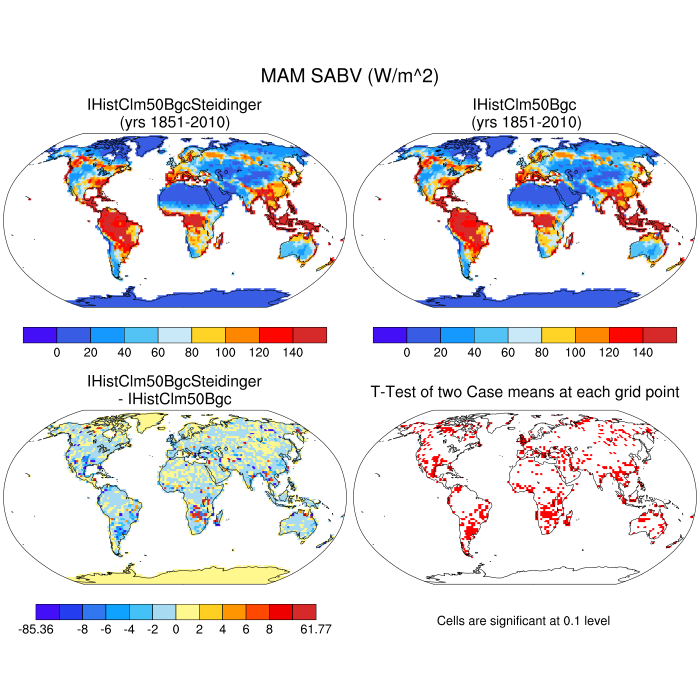 MAM SABV (W/m^2)
IHistClm50BgcSteidinger
(yrs 1851-2010)
IHistClm50Bgc
(yrs 1851-2010)
0 20 40 60 80 100 120 140
0 20 40 60 80 100 120 140
IHistClm50BgcSteidinger
- IHistClm50Bgc
T-Test of two Case means at each grid point
-85.36 -8 -6 -4 -2 0 2 4 6 8 61.77
Cells are significant at 0.1 level